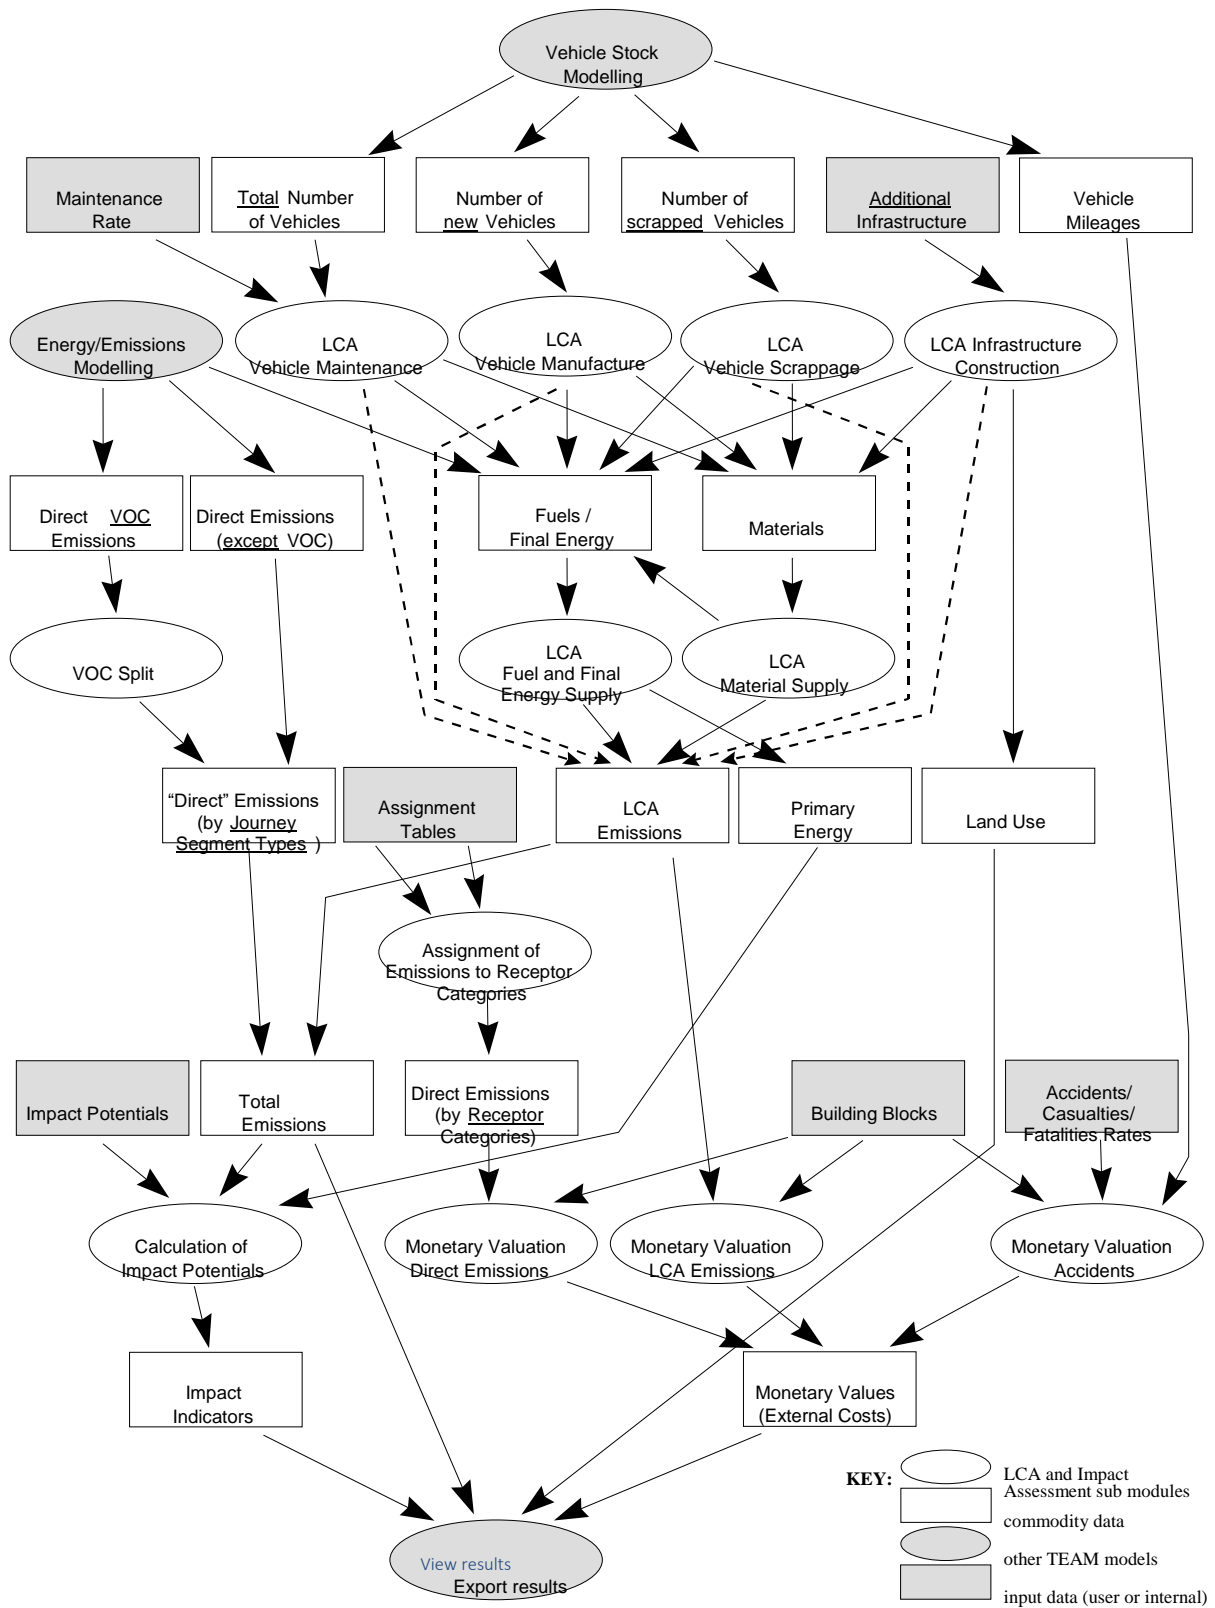 Vehicle Stock
Modelling
Maintenance
Rate
Total Number
of Vehicles
Number of
new Vehicles
Number of
scrapped Vehicles
Additional
Infrastructure
Vehicle
Mileages
Energy/Emissions
Modelling
LCA
Vehicle Maintenance
LCA
Vehicle Manufacture
LCA
Vehicle Scrappage
LCA Infrastructure
Construction
Direct VOC
Emissions
Direct Emissions
(except VOC)
Fuels /
Final Energy
Materials
VOC Split
LCA
Fuel and Final
Energy Supply
LCA
Material Supply
“Direct” Emissions
(by Journey
Segment Types )
Assignment
Tables
LCA
Emissions
Primary
Energy
Land Use
Assignment of
Emissions to Receptor
Categories
Impact Potentials
Total
Emissions
Direct Emissions
(by Receptor
Categories)
Building Blocks
Accidents/
Casualties/
Fatalities Rates
Calculation of
Impact Potentials
Monetary Valuation
Direct Emissions
Monetary Valuation
LCA Emissions
Monetary Valuation
Accidents
Impact
Indicators
Monetary Values
(External Costs)
View results
Export results
KEY:
LCA and Impact
Assessment sub modules
commodity data
other TEAM models
input data (user or internal)